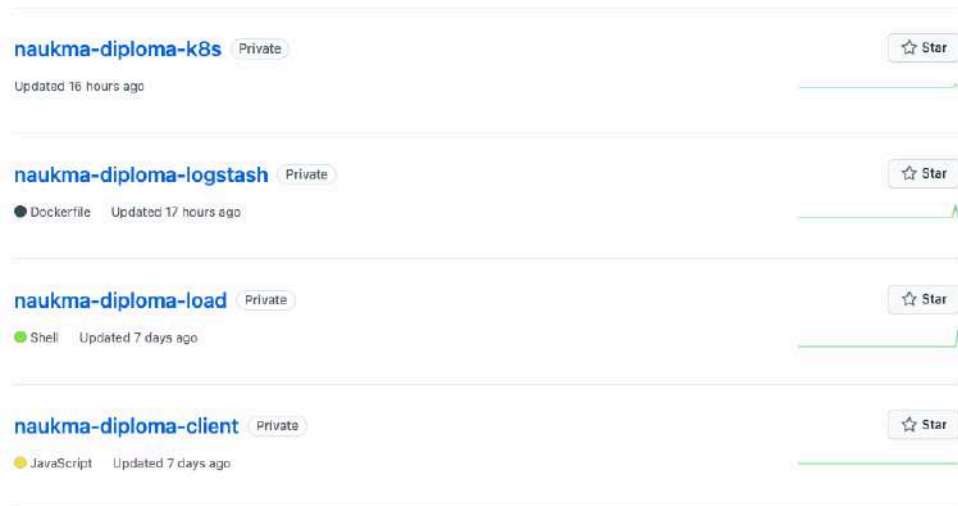 naukma-diploma-k8s Private Star
Updated 16 hours ago
naukma-diploma-logstash Private Star
Dockerfile Updated 17 hours ago
naukma-diploma-load Private Star
Shell Updated 7 days ago
naukma-diploma-client Private Star
JavaScript Updated 7 days ago